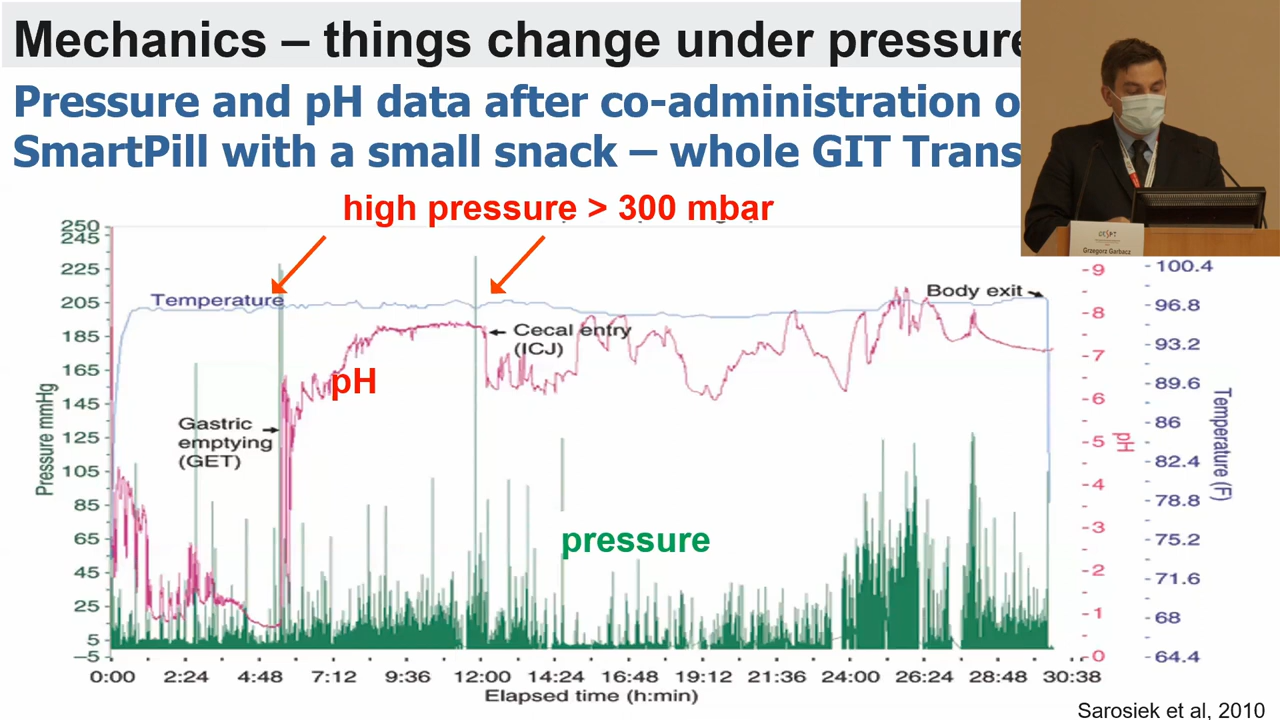 Mechanics – things change under pressure
Pressure and pH data after co-administration o
SmartPill with a small snack – whole GIT Trans
high pressure > 300 mbar
250
245
225
205
185
165
145
125
105
85
65
45
25
5
–5
Pressure mmHg
Temperature
Gastric
emptying
(GET)
pH
Cecal entry
(ICJ)
pressure
Body exit
9
8
7
6
5
4
3
2
1
0
pH
100.4
96.8
93.2
89.6
86
82.4
78.8
75.2
71.6
68
64.4
Temperature (F)
0:00 2:24 4:48 7:12 9:36 12:00 14:24 16:48 19:12 21:36 24:00 26:24 28:48 30:38
Elapsed time (h:min)
Sarosiek et al, 2010
Grzegorz Garbacz